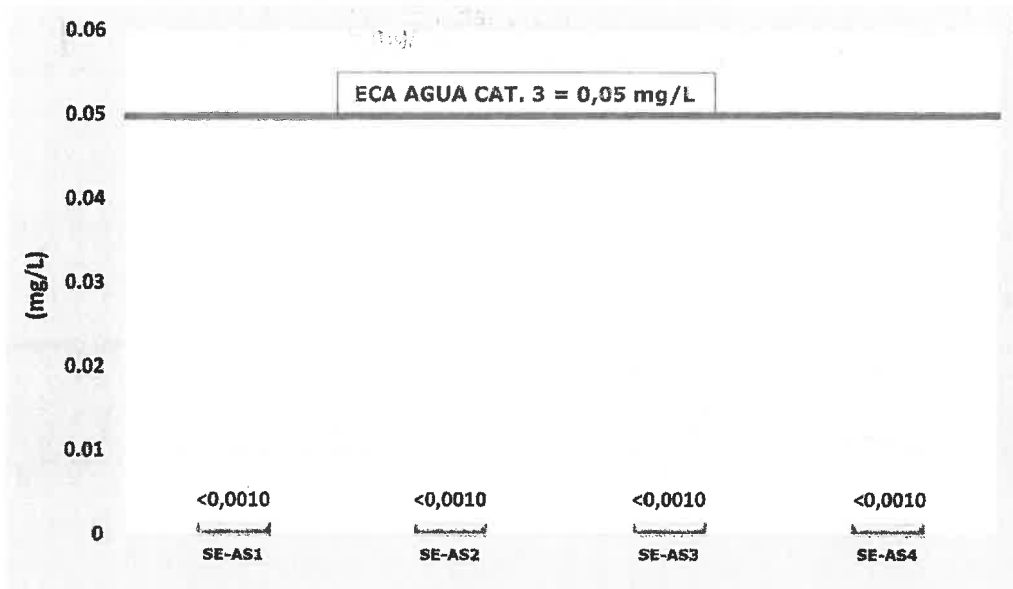 0.06
ECA AGUA CAT. 3 = 0,05 mg/L
0.05
0.04
(mg/L)
0.03
0.02
0.01
<0,0010 <0,0010 <0,0010 <0,0010
0
SE-AS1 SE-AS2 SE-AS3 SE-AS4